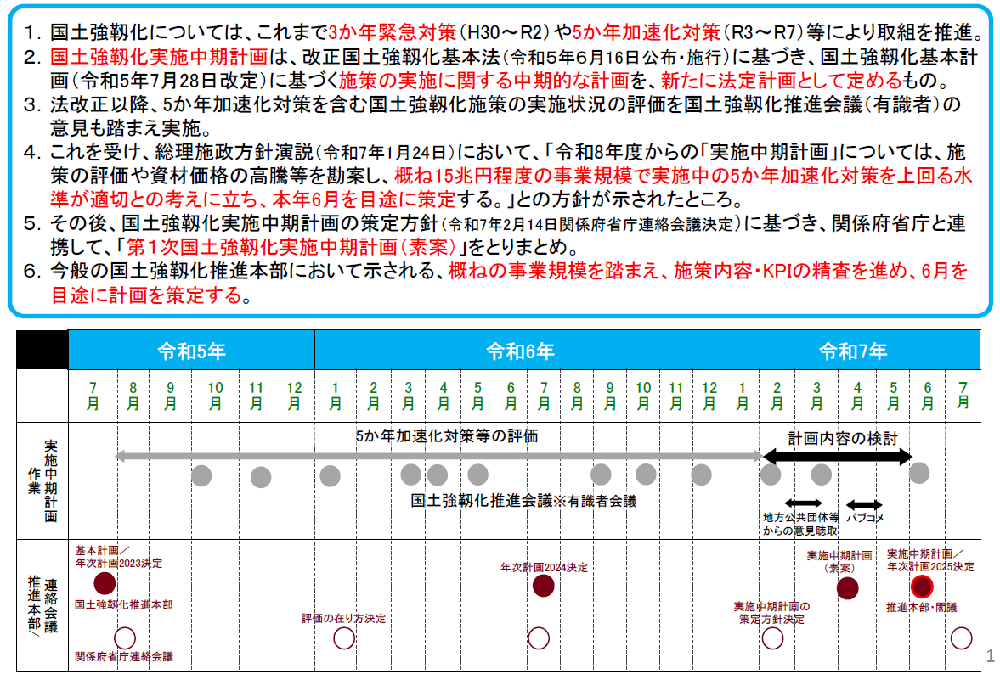 １．国土強靱化については、これまで3か年緊急対策（H30～R2）や5か年加速化対策（R3～R7）等により取組を推進。
２．国土強靱化実施中期計画は、改正国土強靱化基本法（令和５年６月16日公布・施行）に基づき、国土強靱化基本計
画（令和5年7月28日改定）に基づく施策の実施に関する中期的な計画を、新たに法定計画として定めるもの。
３．法改正以降、5か年加速化対策を含む国土強靱化施策の実施状況の評価を国土強靱化推進会議（有識者）の
意見も踏まえ実施。
４．これを受け、総理施政方針演説（令和7年1月24日）において、「令和8年度からの「実施中期計画」については、施
策の評価や資材価格の高騰等を勘案し、概ね15兆円程度の事業規模で実施中の5か年加速化対策を上回る水
準が適切との考えに立ち、本年6月を目途に策定する。」との方針が示されたところ。
５．その後、国土強靱化実施中期計画の策定方針（令和7年2月14日関係府省庁連絡会議決定）に基づき、関係府省庁と連
携して、「第１次国土強靱化実施中期計画（素案）」をとりまとめ。
６．今般の国土強靱化推進本部において示される、概ねの事業規模を踏まえ、施策内容・KPIの精査を進め、6月を
目途に計画を策定する。
令和5年 令和6年 令和7年
7月 8月 9月 10月 11月 12月 1月 2月 3月 4月 5月 6月 7月 8月 9月 10月 11月 12月 1月 2月 3月 4月 5月 6月 7月
実施中期計画
作業
5か年加速化対策等の評価
計画内容の検討
国土強靱化推進会議※有識者会議
地方公共団体等
からの意見聴取
パブコメ
連絡会議
推進本部/
基本計画／
年次計画2023決定
国土強靱化推進本部
関係府省庁連絡会議
評価の在り方決定
年次計画2024決定
実施中期計画の
策定方針決定
実施中期計画
（素案）
実施中期計画／
年次計画2025決定
推進本部・閣議
1